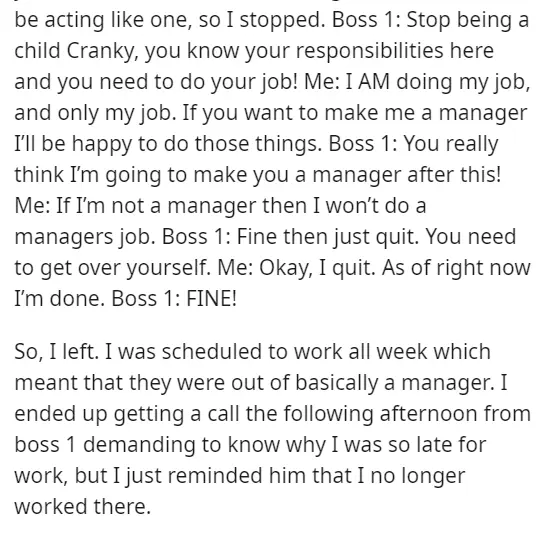 be acting like one, so I stopped. Boss 1: Stop being a
child Cranky, you know your responsibilities here
and you need to do your job! Me: I AM doing my job,
and only my job. If you want to make me a manager
I’ll be happy to do those things. Boss 1: You really
think I’m going to make you a manager after this!
Me: If I’m not a manager then I won’t do a
managers job. Boss 1: Fine then just quit. You need
to get over yourself. Me: Okay, I quit. As of right now
I’m done. Boss 1: FINE!
So, I left. I was scheduled to work all week which
meant that they were out of basically a manager. I
ended up getting a call the following afternoon from
boss 1 demanding to know why I was so late for
work, but I just reminded him that I no longer
worked there.